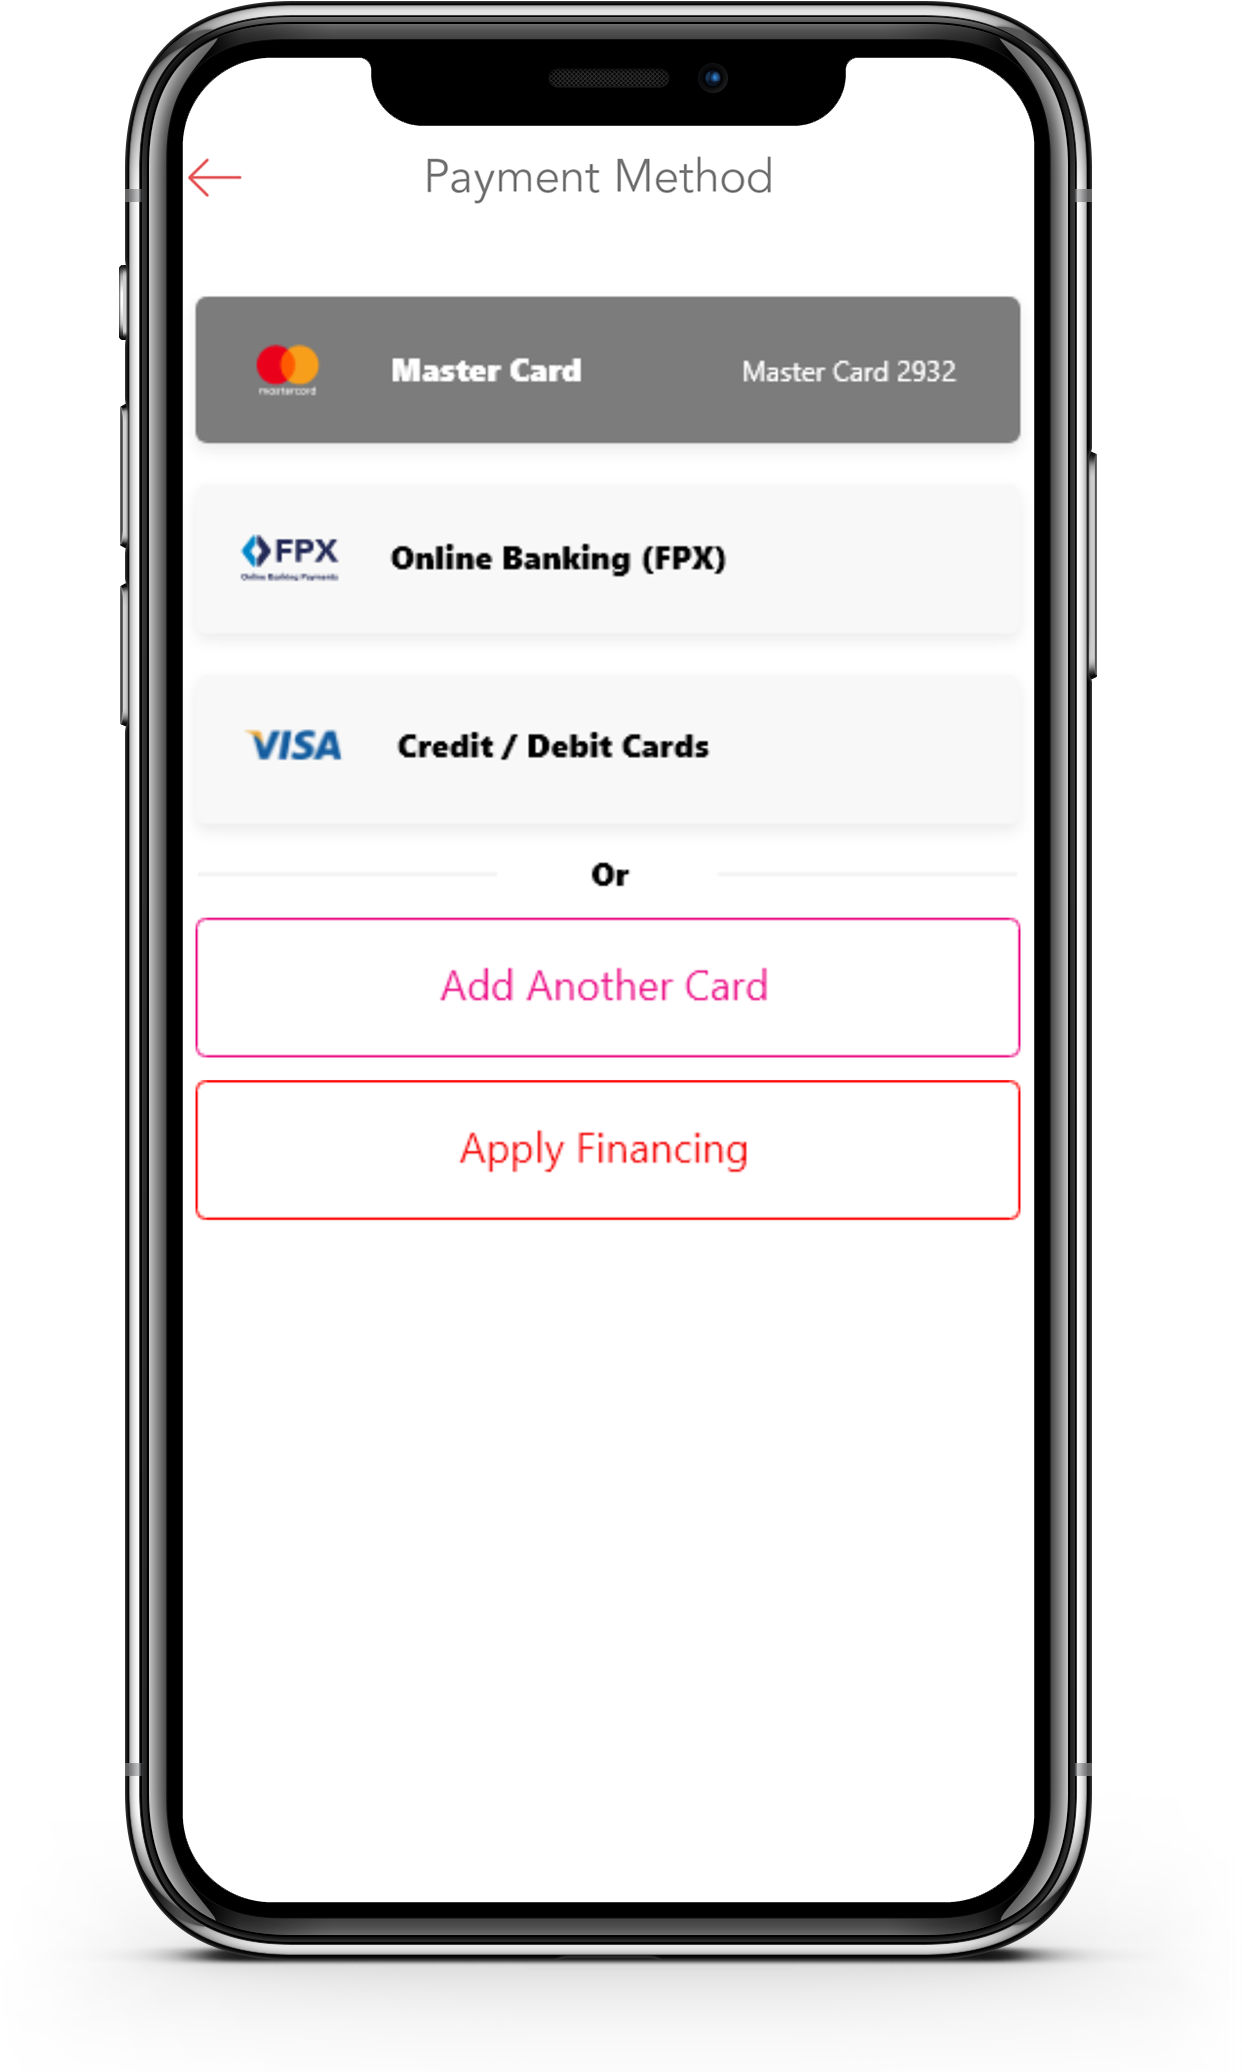 Payment Method
mastercard
Master Card
Master Card 2932
FPX
Online Banking Payments
Online Banking (FPX)
VISA
Credit / Debit Cards
Or
Add Another Card
Apply Financing